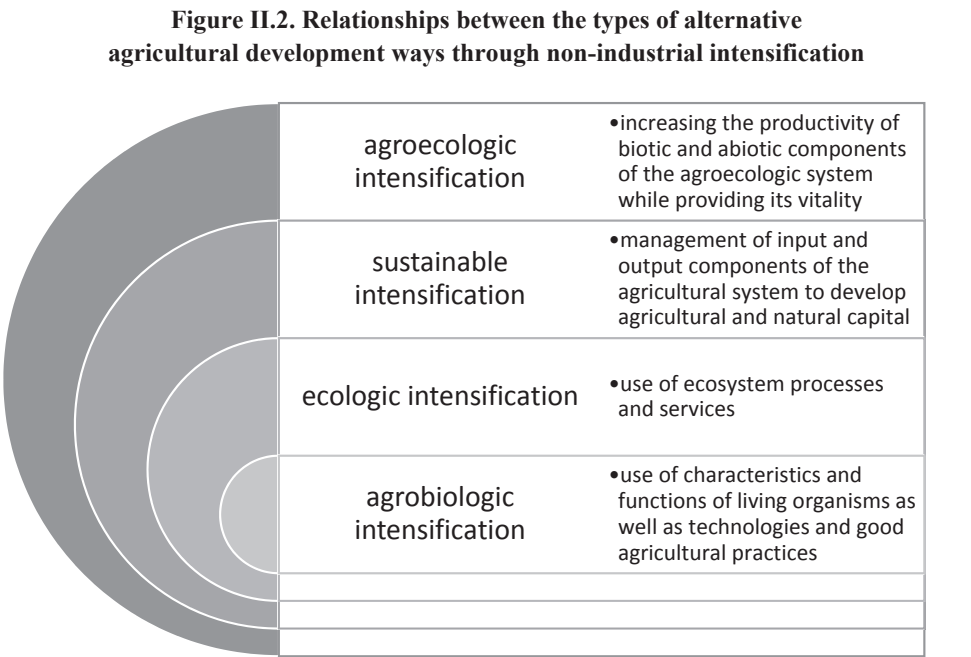 Figure II.2. Relationships between the types of alternative
agricultural development ways through non-industrial intensification
agroecologic
intensification
•increasing the productivity of
biotic and abiotic components
of the agroecologic system
while providing its vitality
sustainable
intensification
•management of input and
output components of the
agricultural system to develop
agricultural and natural capital
ecologic intensification
•use of ecosystem processes
and services
agrobiologic
intensification
•use of characteristics and
functions of living organisms as
well as technologies and good
agricultural practices